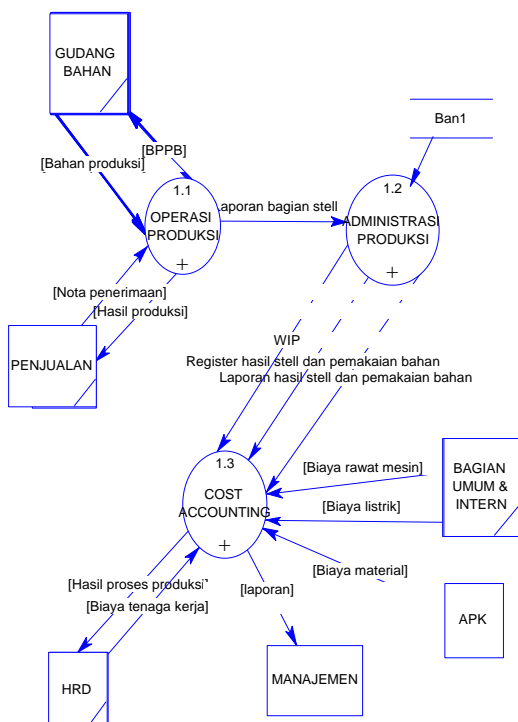 GUDANG
BAHAN
Ban1
[BPPB]
[Bahan produksi]
1.1
OPERASI
PRODUKSI
+
aporan bagian stell
1.2
ADMINISTRASI
PRODUKSI
+
[Nota penerimaan]
[Hasil produksi]
PENJUALAN
WIP
Register hasil stell dan pemakaian bahan
Laporan hasil stell dan pemakaian bahan
1.3
COST
ACCOUNTING
+
[Biaya rawat mesin]
[Biaya listrik]
BAGIAN
UMUM &
INTERN
[Biaya material]
[Hasil proses produksi]
[Biaya tenaga kerja]
[laporan]
APK
HRD
MANAJEMEN